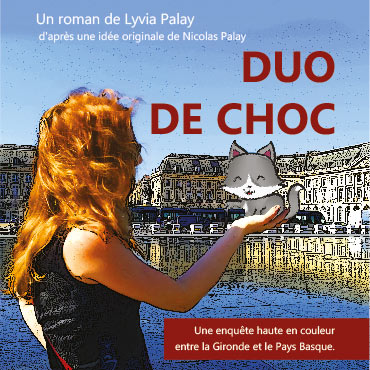 Un roman de Lyvia Palay
d'après une idée originale de Nicolas Palay
DUO
DE CHOC
Une enquête haute en couleur
entre la Gironde et le Pays Basque.